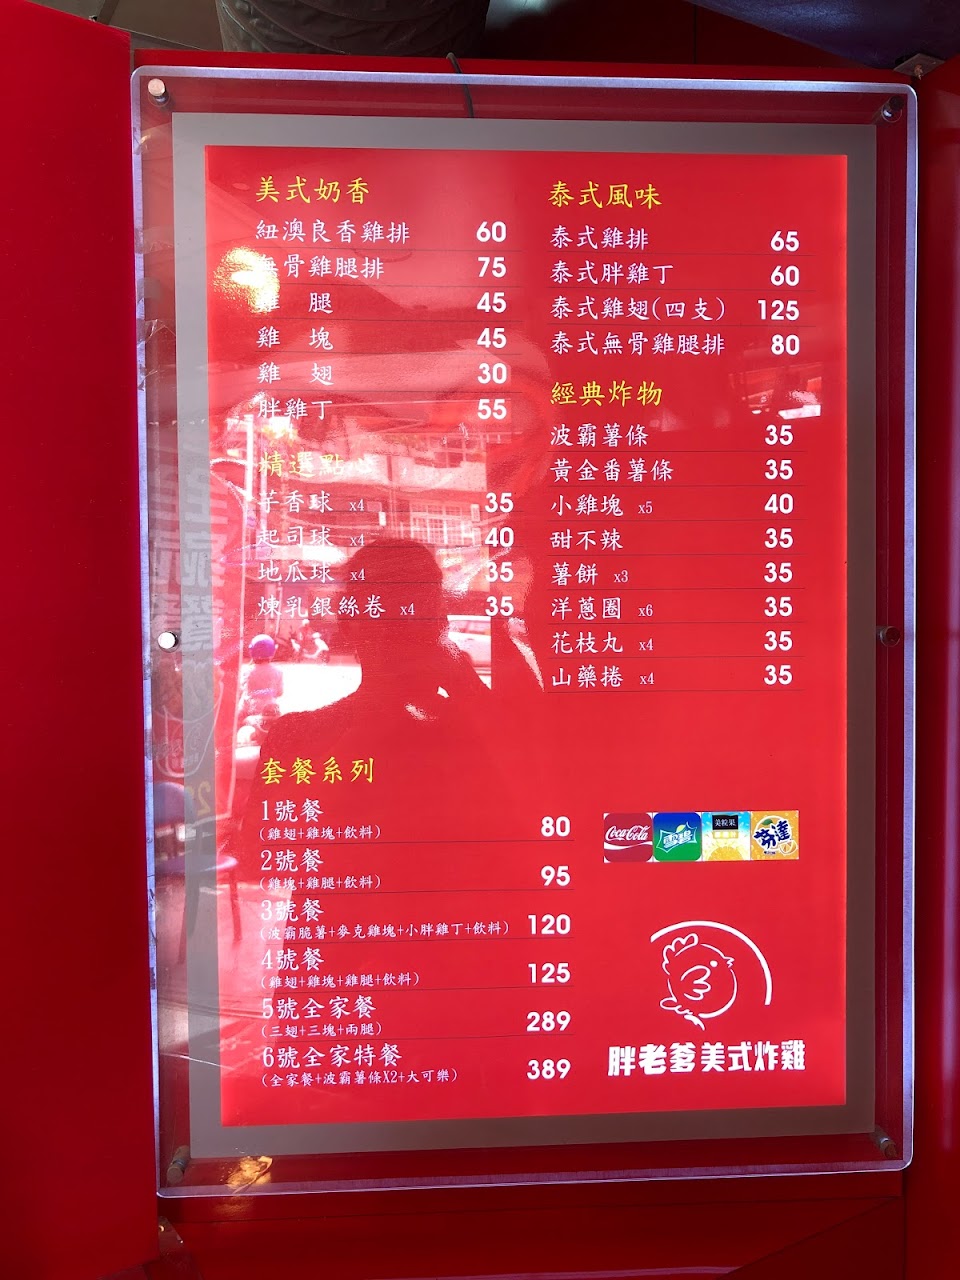 美式奶香
紐澳良香雞排 60
無骨雞腿排 75
雞 腿 45
雞 塊 45
雞 翅 30
胖雞丁 55
精選點心
芋香球 x4 35
起司球 x4 40
地瓜球 x4 35
煉乳銀絲卷 x4 35
泰式風味
泰式雞排 65
泰式胖雞丁 60
泰式雞翅(四支) 125
泰式無骨雞腿排 80
經典炸物
波霸薯條 35
黃金番薯條 35
小雞塊 x5 40
甜不辣 35
薯餅 x3 35
洋蔥圈 x6 35
花枝丸 x4 35
山藥捲 x4 35
套餐系列
1號餐
(雞翅+雞塊+飲料) 80
2號餐
(雞塊+雞腿+飲料) 95
3號餐
(波霸脆薯+麥克雞塊+小胖雞丁+飲料) 120
4號餐
(雞翅+雞塊+雞腿+飲料) 125
5號全家餐
(三翅+三塊+兩腿) 289
6號全家特餐
(全家餐+波霸薯條X2+大可樂) 389
Coca-Cola
美粒果
芬達
胖老爹美式炸雞